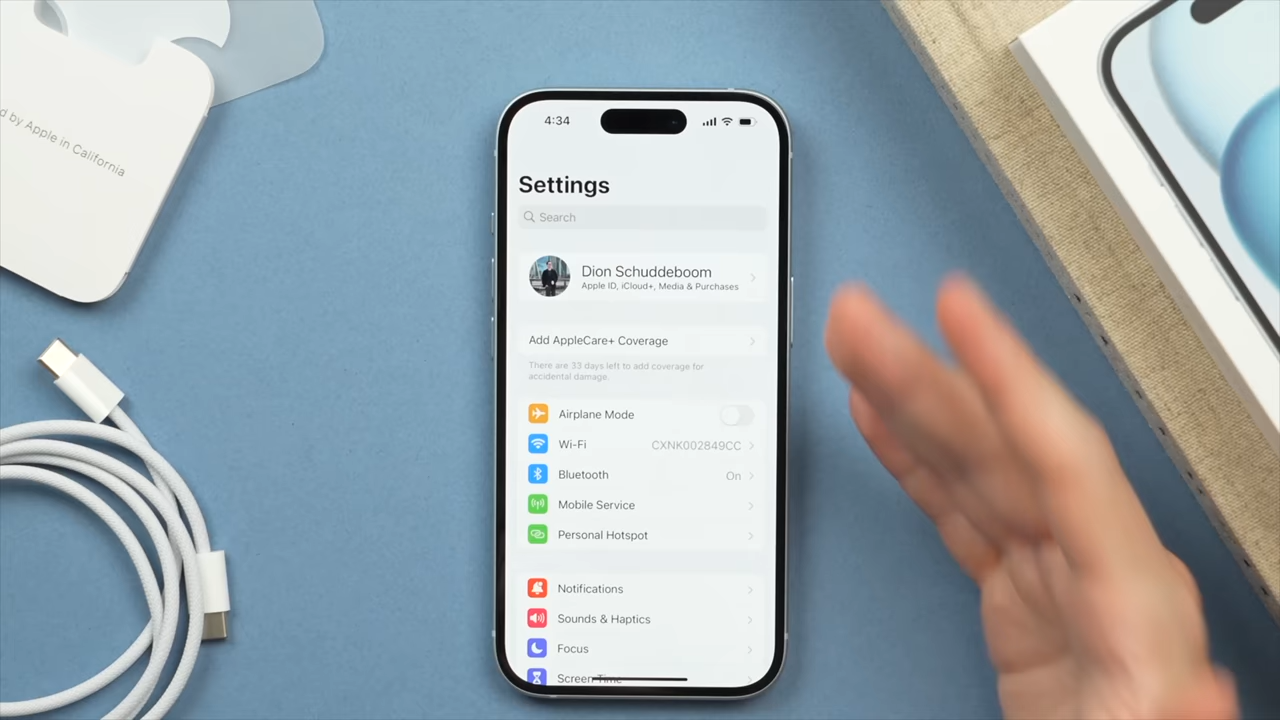 d by Apple in California
4:34
Settings
Search
Dion Schuddeboom
Apple ID, iCloud+, Media & Purchases
Add AppleCare+ Coverage
There are 33 days left to add coverage for
accidental damage.
Airplane Mode
Wi-Fi CXNK002849CC
Bluetooth On
Mobile Service
Personal Hotspot
Notifications
Sounds & Haptics
Focus
Screen Time